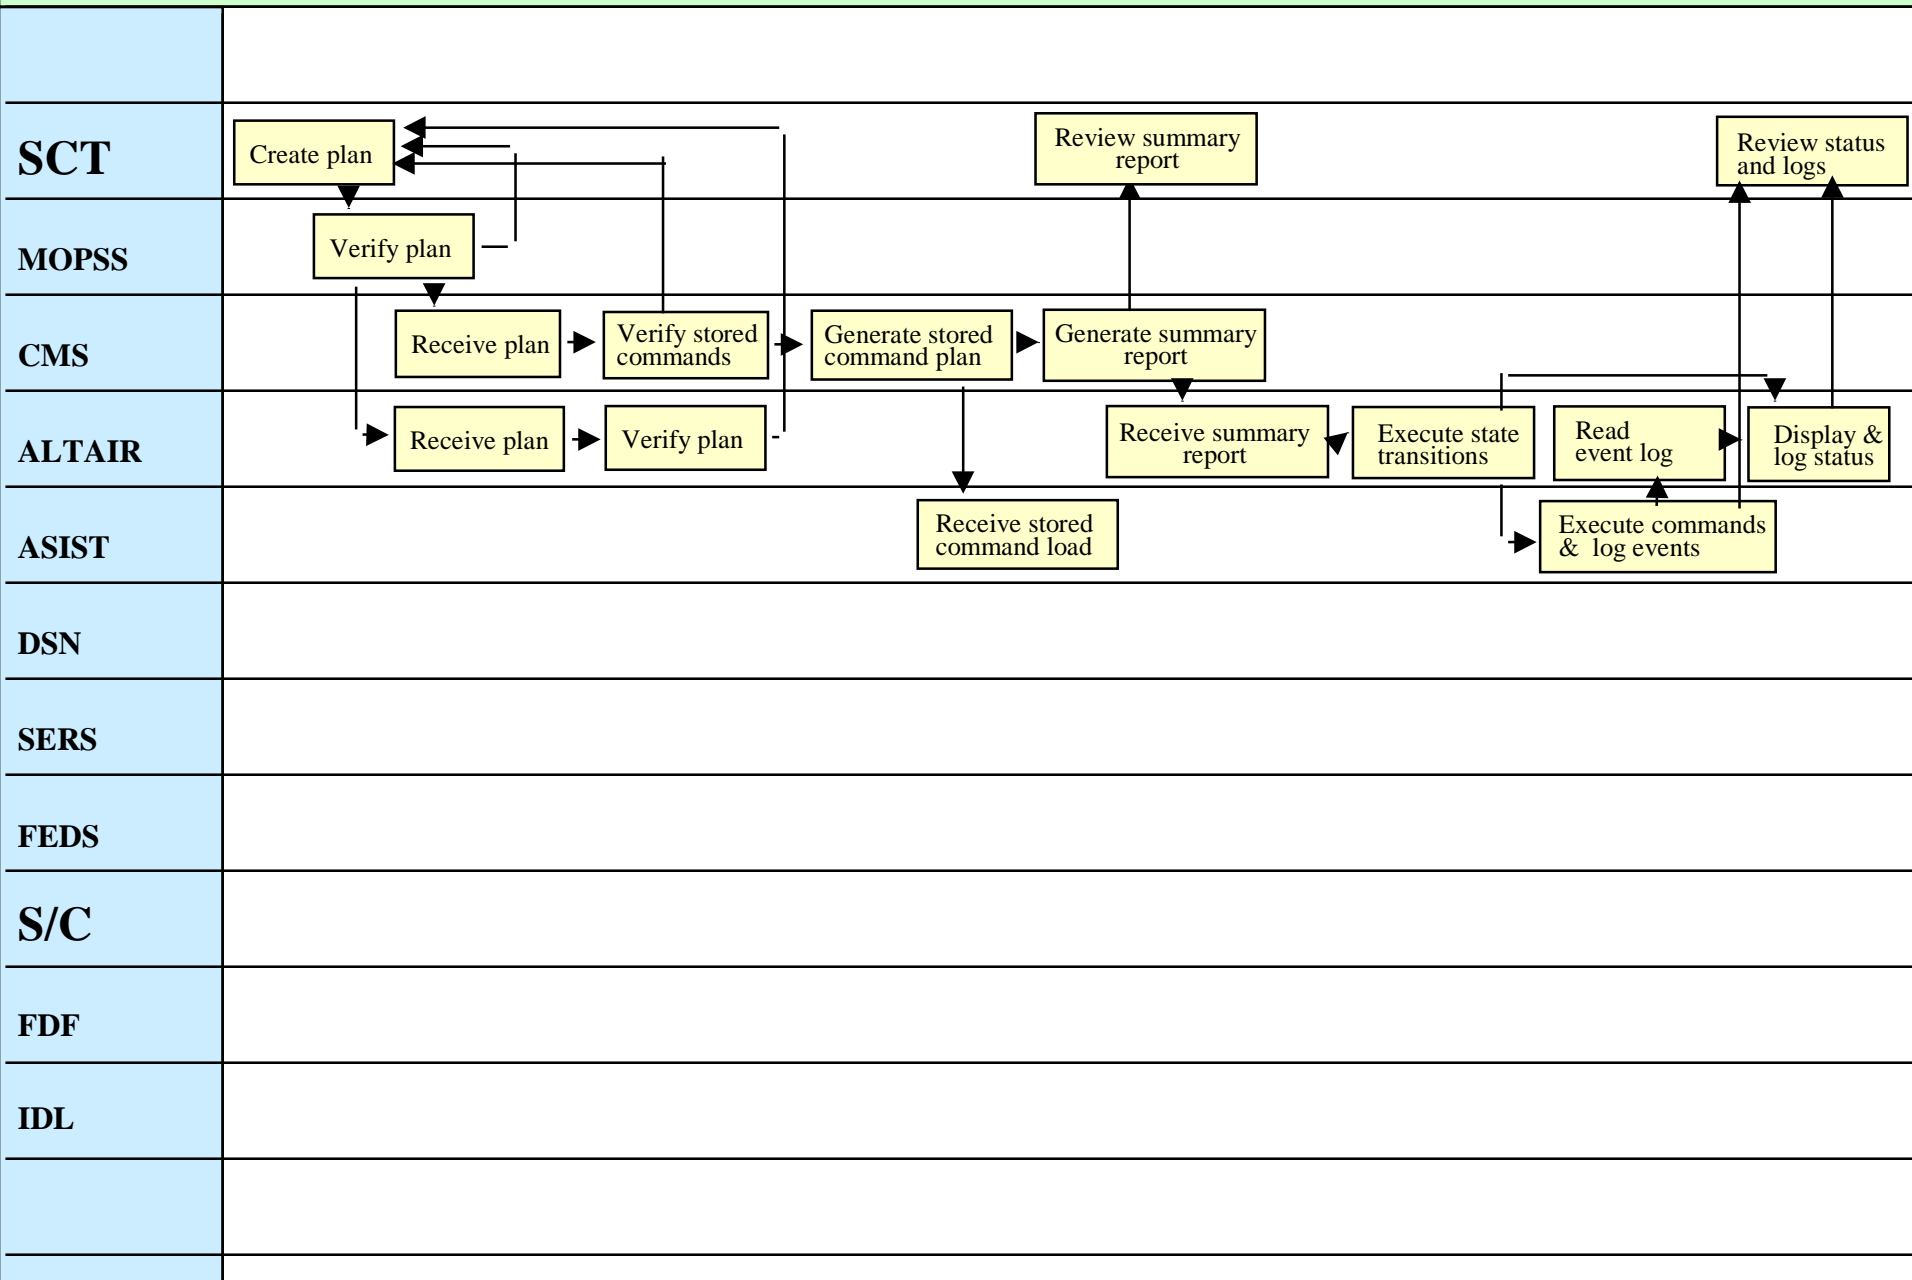 SCT
Create plan
Review summary
report
Review status
and logs
MOPSS
Verify plan
CMS
Receive plan
Verify stored
commands
Generate stored
command plan
Generate summary
report
ALTAIR
Receive plan
Verify plan
Receive summary
report
Execute state
transitions
Read
event log
Display &
log status
ASIST
Receive stored
command load
Execute commands
& log events
DSN
SERS
FEDS
S/C
FDF
IDL